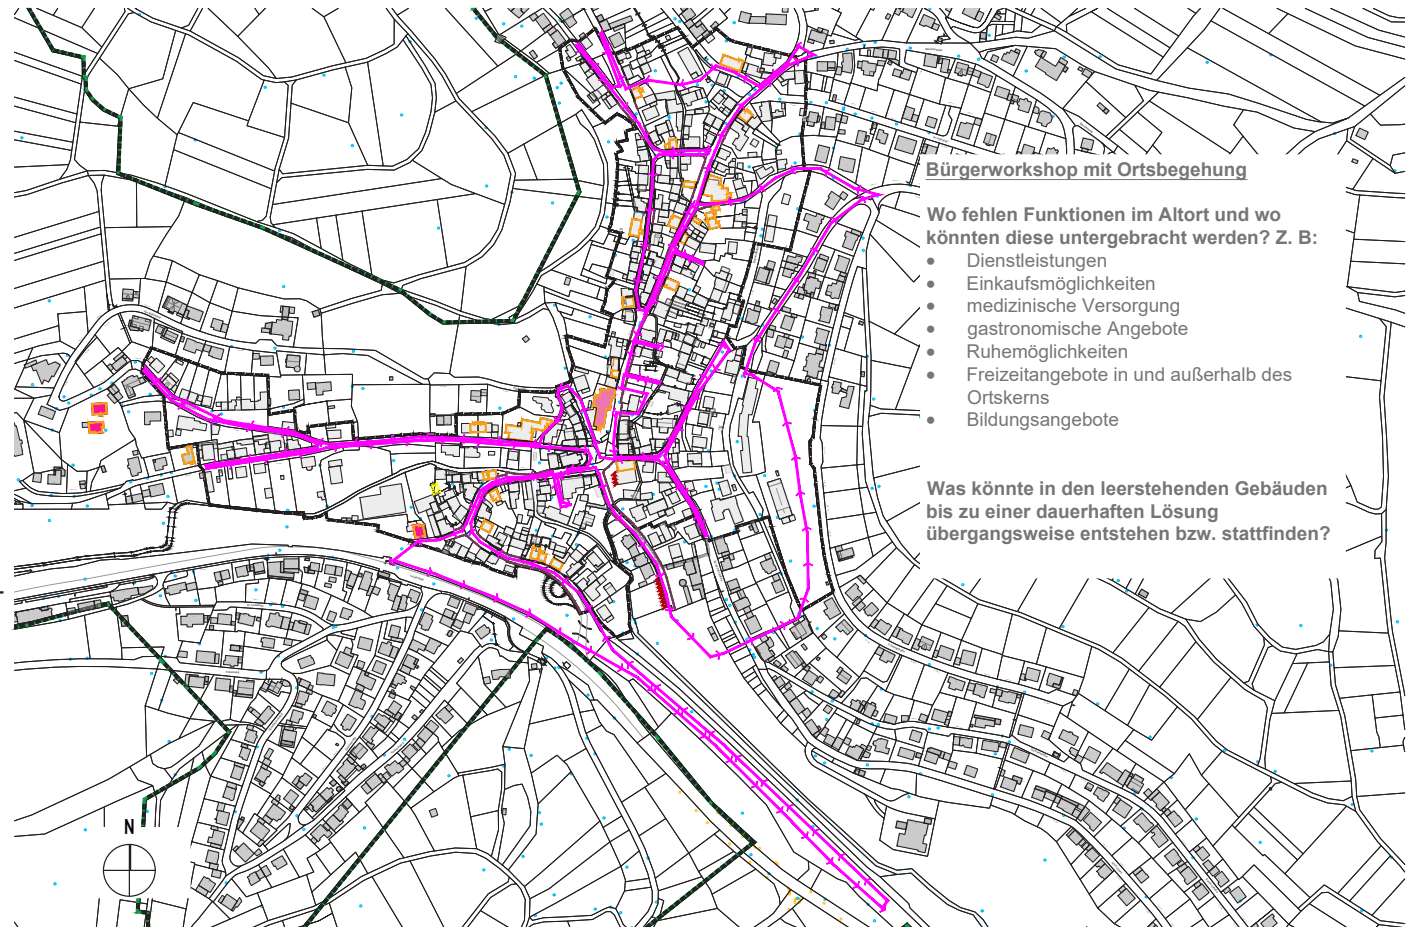 Bürgerworkshop mit Ortsbegehung
Wo fehlen Funktionen im Altort und wo
könnten diese untergebracht werden? Z. B:
• Dienstleistungen
• Einkaufsmöglichkeiten
• medizinische Versorgung
• gastronomische Angebote
• Ruhemöglichkeiten
• Freizeitangebote in und außerhalb des
Ortskerns
• Bildungsangebote
Was könnte in den leerstehenden Gebäuden
bis zu einer dauerhaften Lösung
übergangsweise entstehen bzw. stattfinden?
N